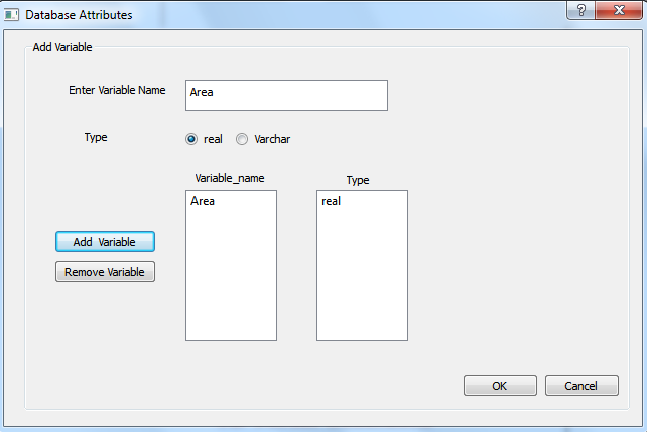 Database Attributes
?
Add Variable
Enter Variable Name Area
Type real Varchar
Variable_name Type
Area real
Add Variable
Remove Variable
OK Cancel